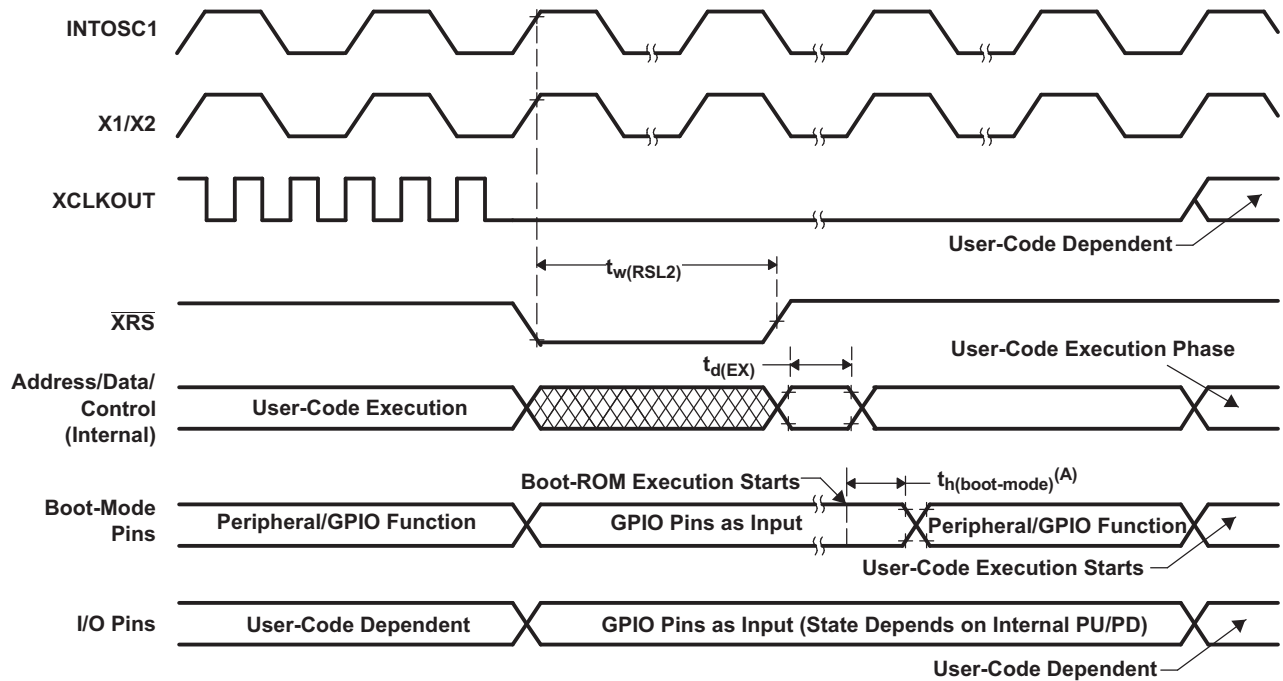 INTOSC1
X1/X2
XCLKOUT
User-Code Dependent
tw(RSL2)
XRS
User-Code Execution Phase
td(EX)
Address/Data/
Control
(Internal)
User-Code Execution
Boot-ROM Execution Starts
th(boot-mode)(A)
Boot-Mode
Pins
Peripheral/GPIO Function
GPIO Pins as Input
Peripheral/GPIO Function
User-Code Execution Starts
I/O Pins
User-Code Dependent
GPIO Pins as Input (State Depends on Internal PU/PD)
User-Code Dependent